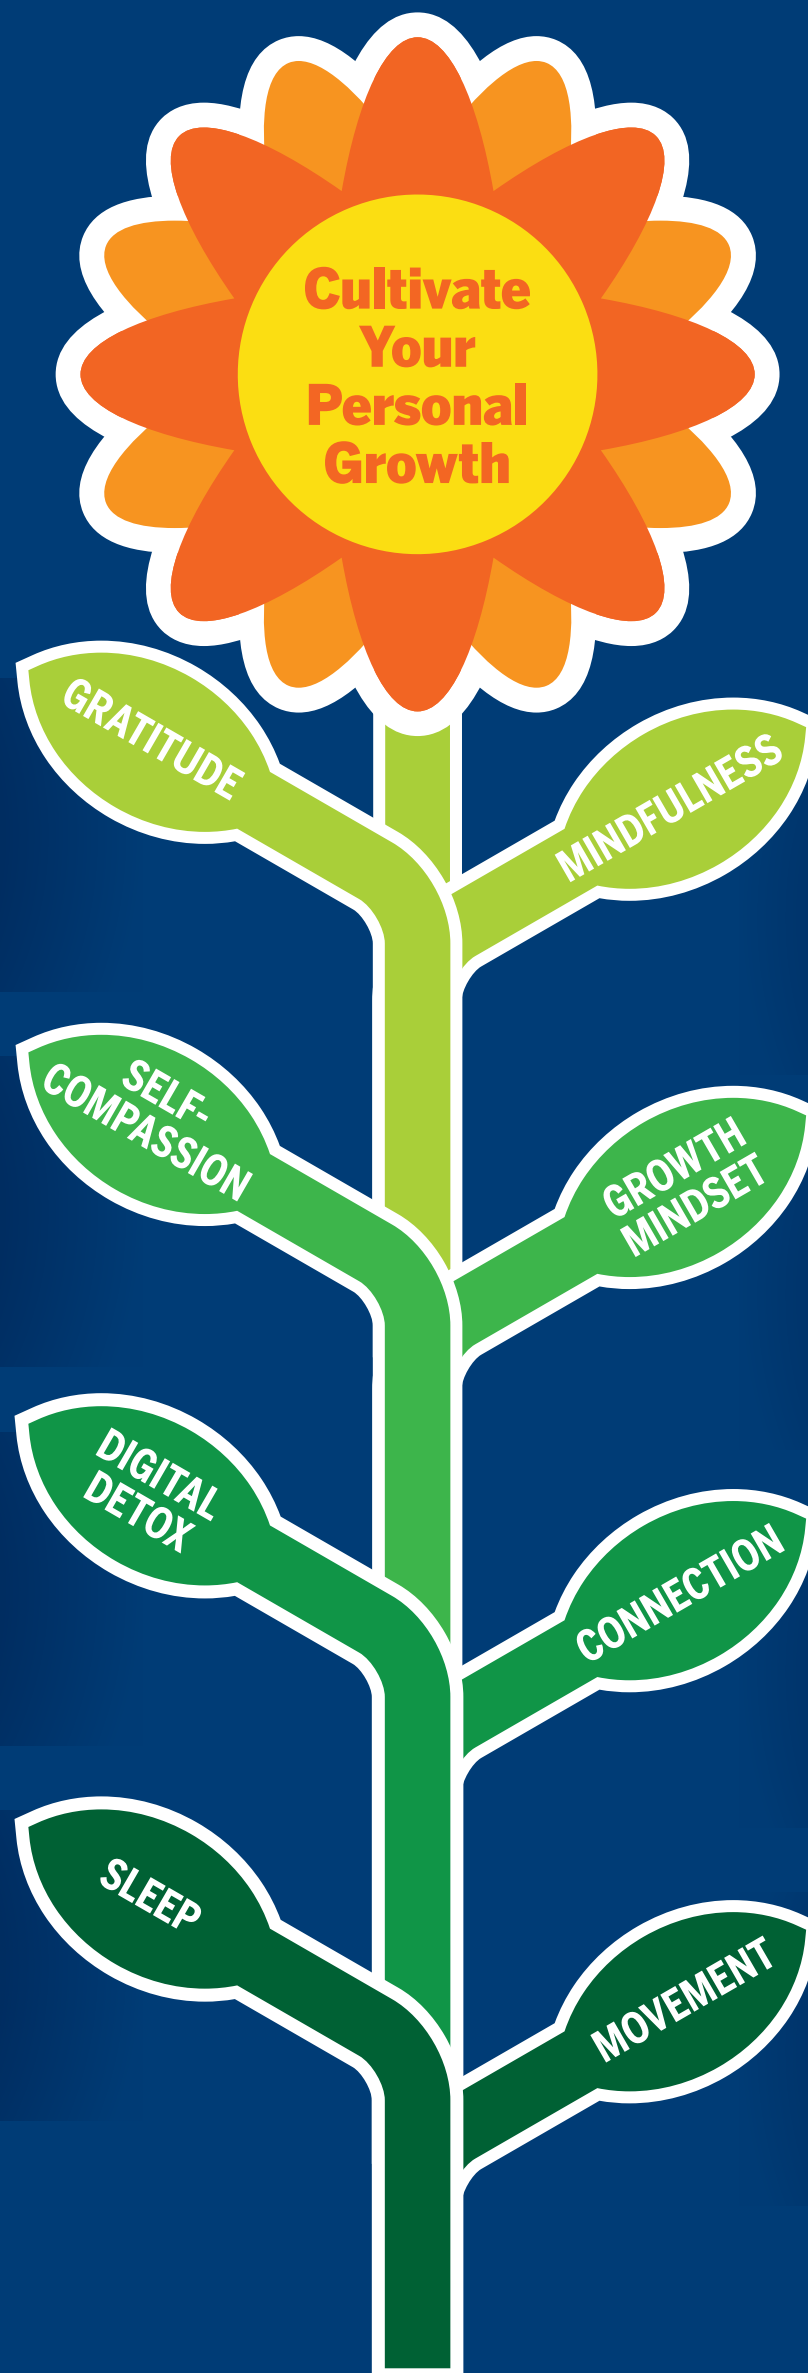 Cultivate
Your
Personal
Growth
GRATITUDE
MINDFULNESS
SELF-
COMPASSION
GROWTH
MINDSET
DIGITAL
DETOX
CONNECTION
SLEEP
MOVEMENT